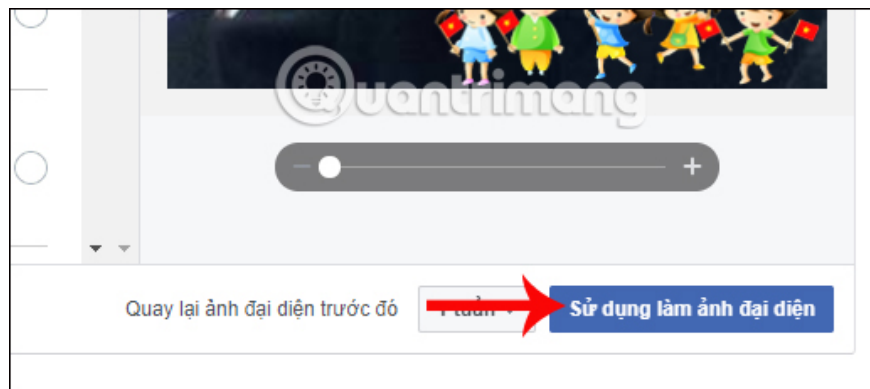 Quantrimang
Quay lại ảnh đại diện trước đó
Sử dụng làm ảnh đại diện